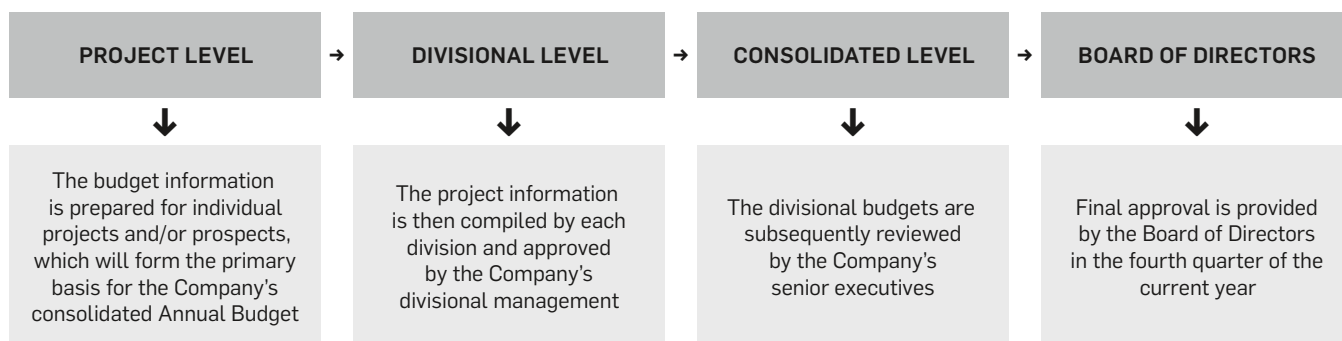 PROJECT LEVEL → DIVISIONAL LEVEL → CONSOLIDATED LEVEL → BOARD OF DIRECTORS
The budget information
is prepared for individual
projects and/or prospects,
which will form the primary
basis for the Company's
consolidated Annual Budget
The project information
is then compiled by each
division and approved
by the Company's
divisional management
The divisional budgets are
subsequently reviewed
by the Company's
senior executives
Final approval is provided
by the Board of Directors
in the fourth quarter of the
current year